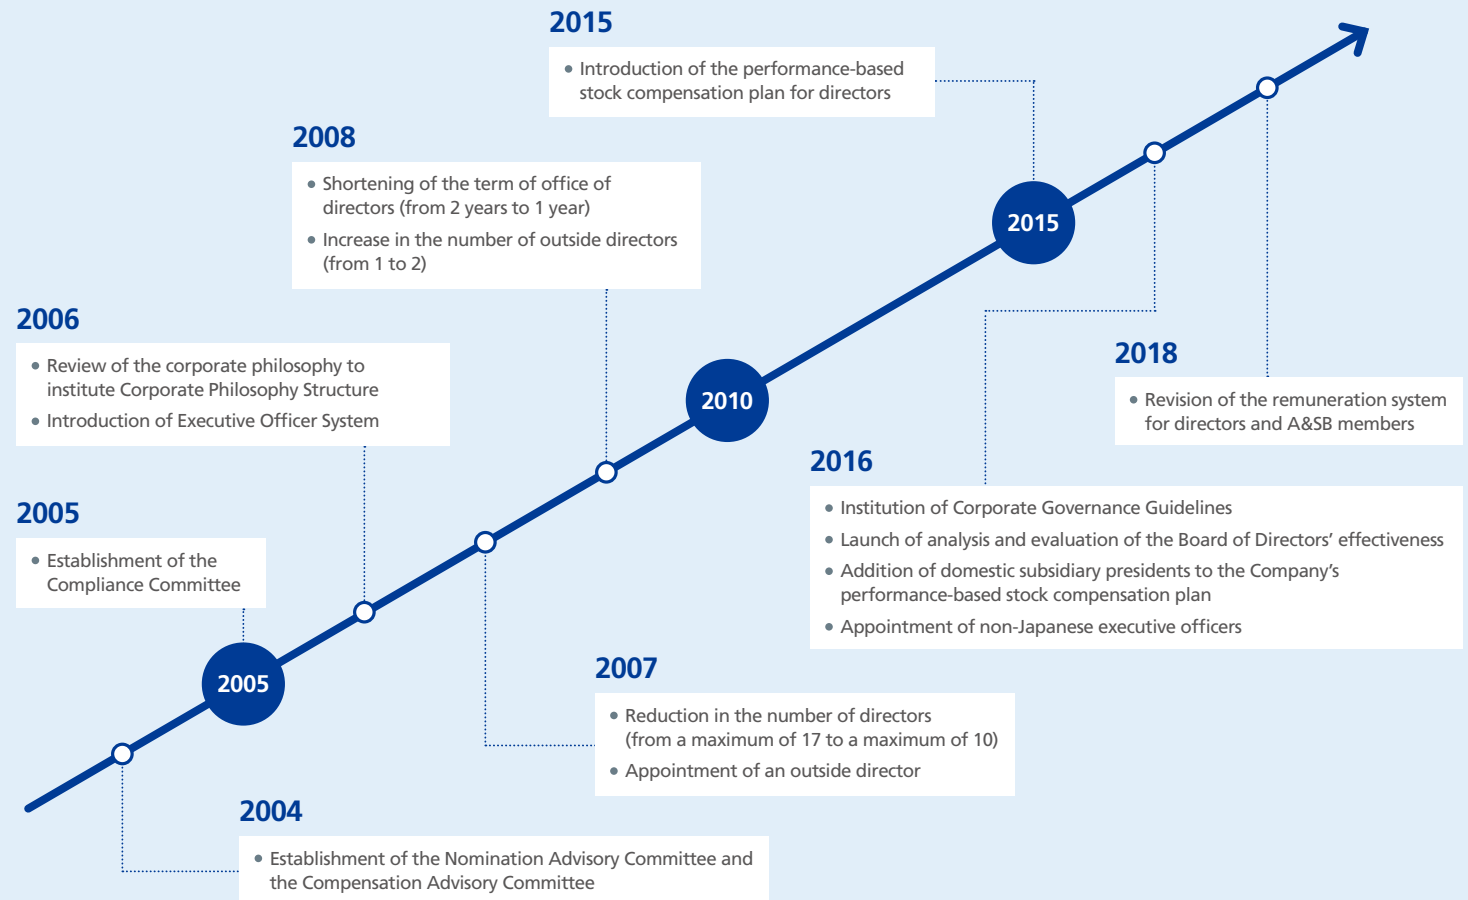 2015
• Introduction of the performance-based
stock compensation plan for directors
2008
• Shortening of the term of office of
directors (from 2 years to 1 year)
• Increase in the number of outside directors
(from 1 to 2)
2015
2006
• Review of the corporate philosophy to
institute Corporate Philosophy Structure
• Introduction of Executive Officer System
2010
2018
• Revision of the remuneration system
for directors and A&SB members
2016
• Institution of Corporate Governance Guidelines
• Launch of analysis and evaluation of the Board of Directors’ effectiveness
• Addition of domestic subsidiary presidents to the Company’s
performance-based stock compensation plan
• Appointment of non-Japanese executive officers
2005
• Establishment of the
Compliance Committee
2005
2007
• Reduction in the number of directors
(from a maximum of 17 to a maximum of 10)
• Appointment of an outside director
2004
• Establishment of the Nomination Advisory Committee and
the Compensation Advisory Committee